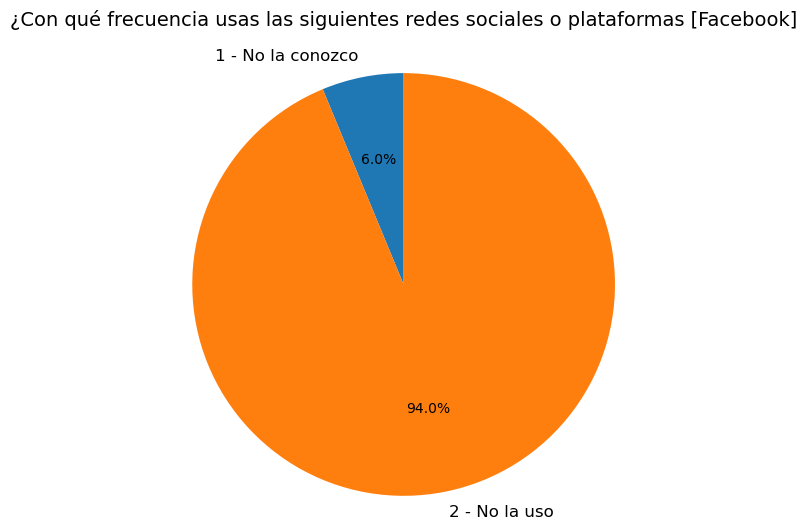 ¿Con qué frecuencia usas las siguientes redes sociales o plataformas [Facebook]
1 - No la conozco
6.0%
94.0%
2 - No la uso